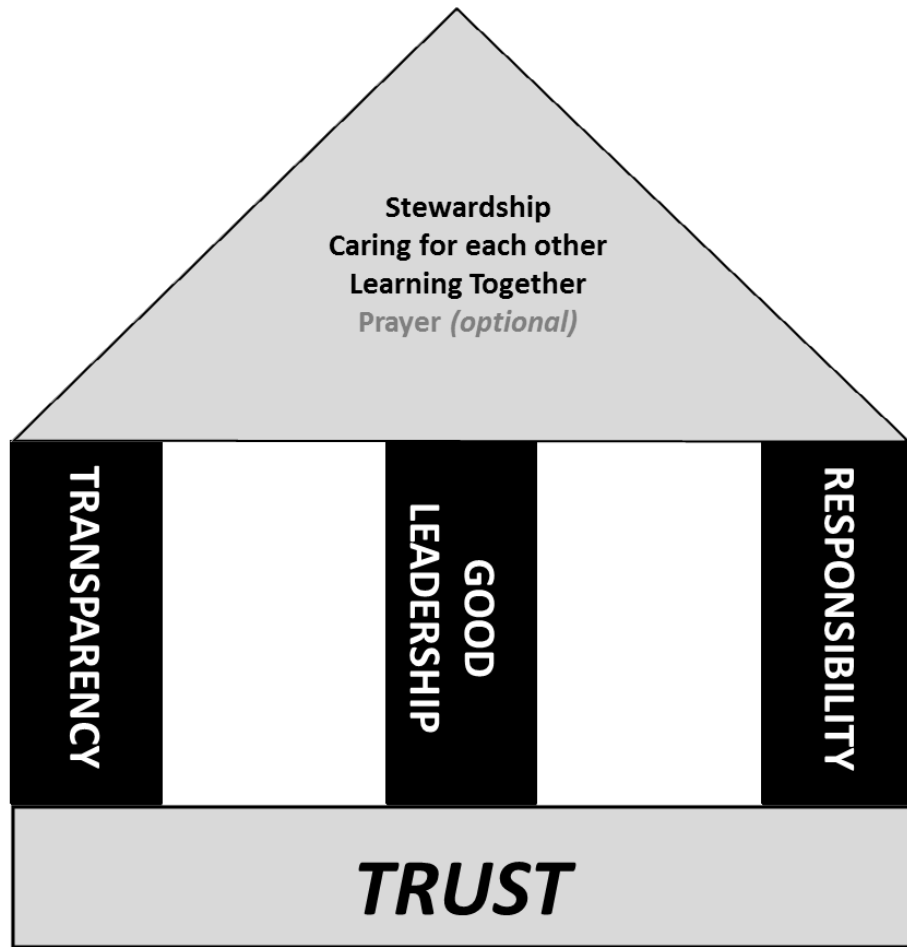 Stewardship
Caring for each other
Learning Together
Prayer (optional)
TRANSPARENCY
GOOD
LEADERSHIP
RESPONSIBILITY
TRUST